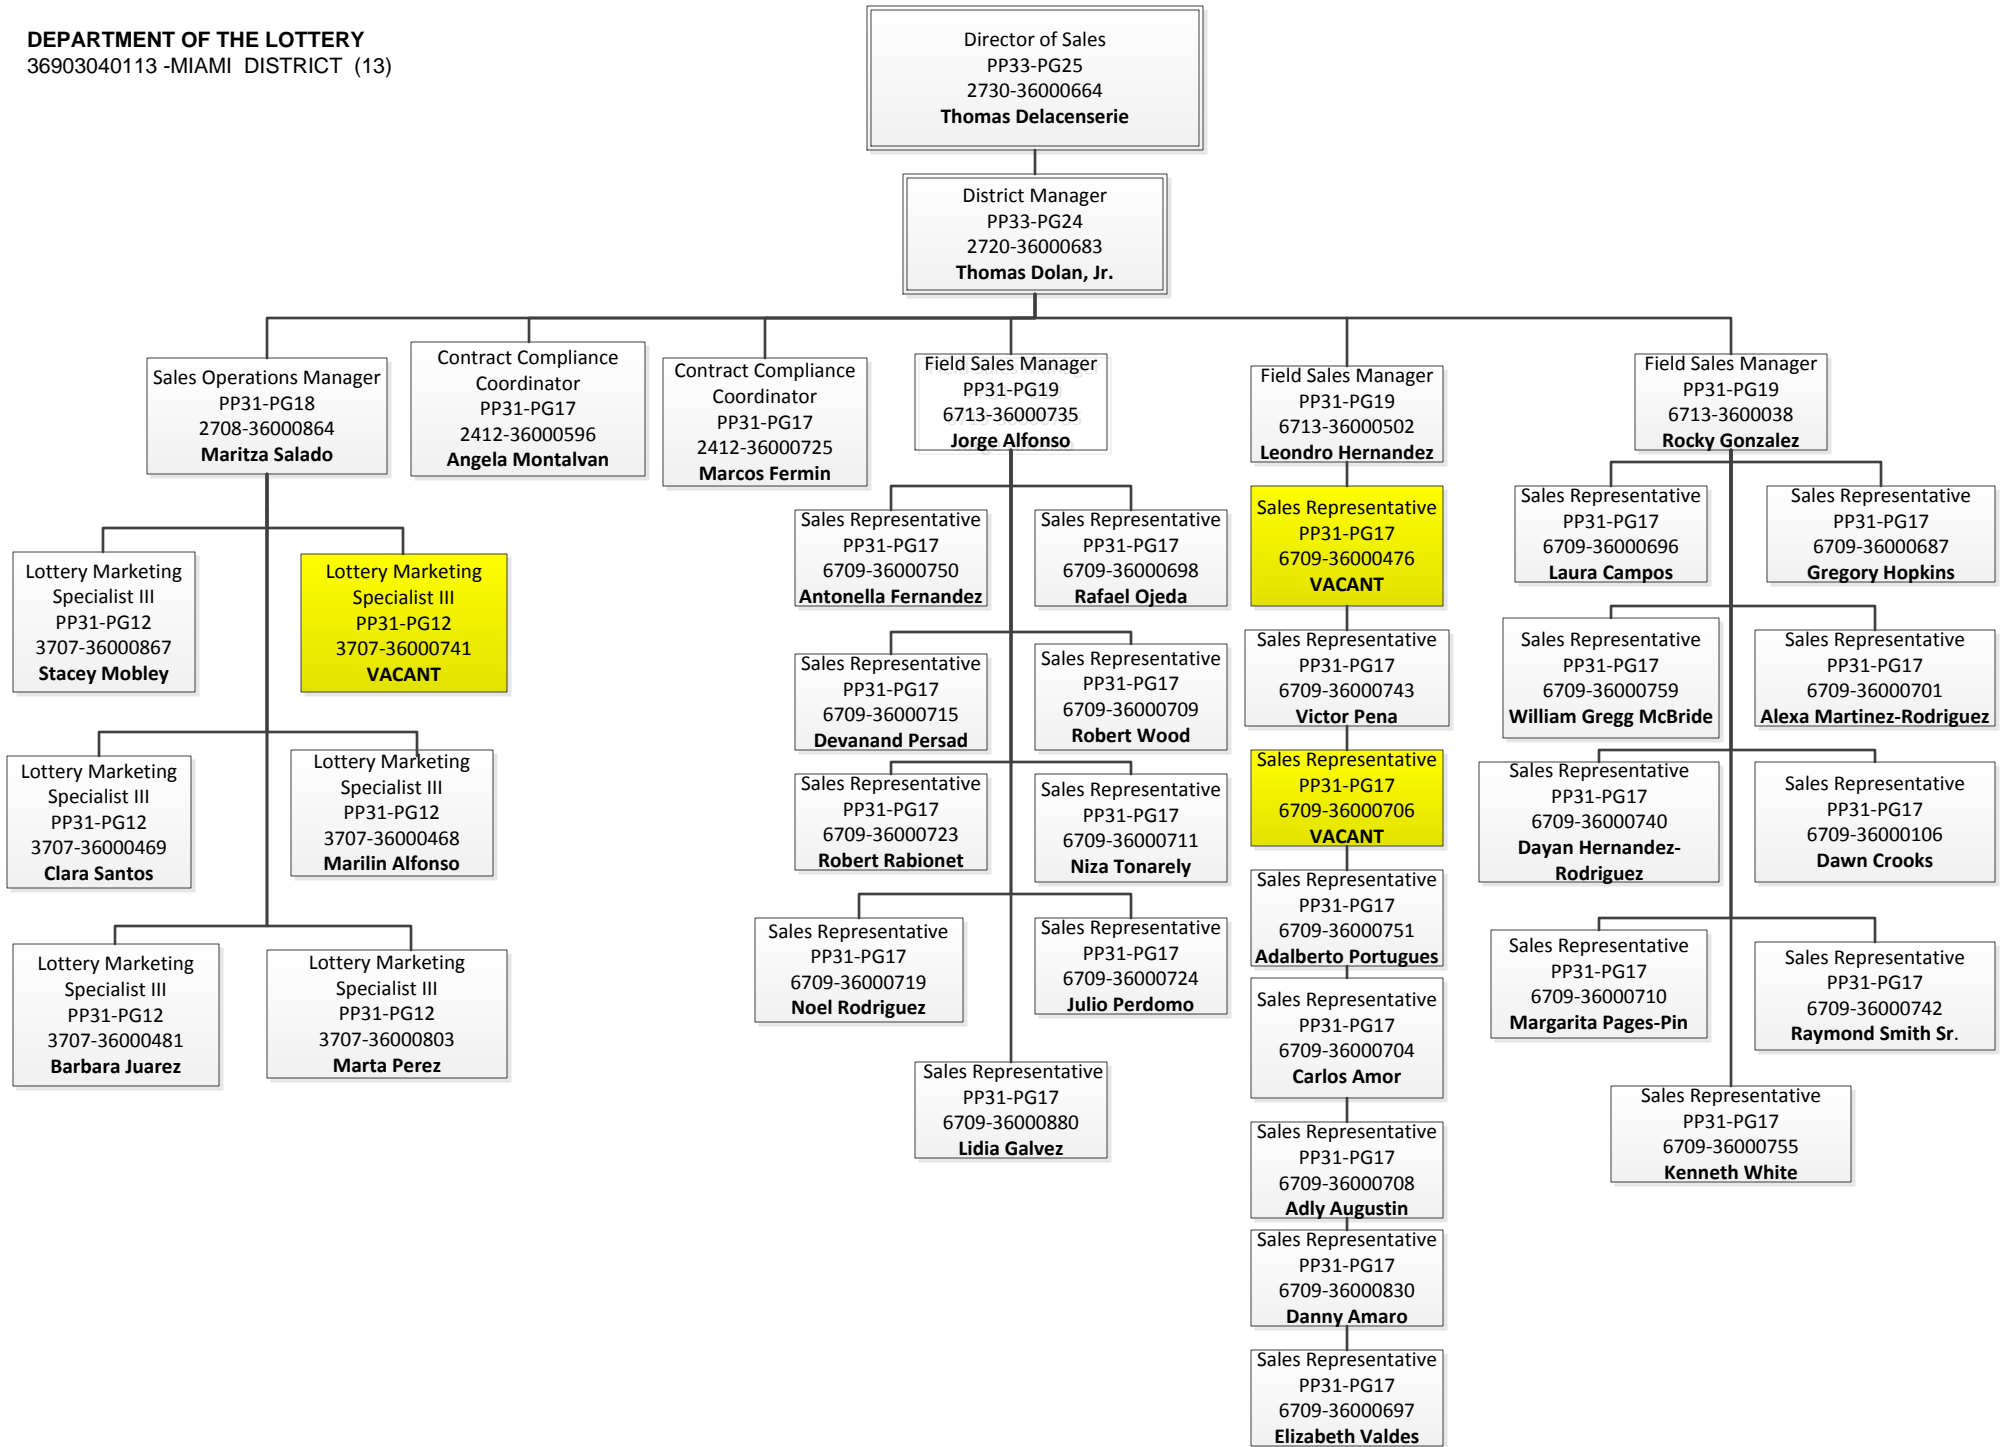 DEPARTMENT OF THE LOTTERY
36903040113 -MIAMI DISTRICT (13)
Director of Sales
PP33-PG25
2730-36000664
Thomas Delacenserie
District Manager
PP33-PG24
2720-36000683
Thomas Dolan, Jr.
Sales Operations Manager
PP31-PG18
2708-36000864
Maritza Salado
Contract Compliance
Coordinator
PP31-PG17
2412-36000596
Angela Montalvan
Contract Compliance
Coordinator
PP31-PG17
2412-36000725
Marcos Fermin
Field Sales Manager
PP31-PG19
6713-36000735
Jorge Alfonso
Field Sales Manager
PP31-PG19
6713-36000502
Leondro Hernandez
Field Sales Manager
PP31-PG19
6713-3600038
Rocky Gonzalez
Lottery Marketing
Specialist III
PP31-PG12
3707-36000867
Stacey Mobley
Lottery Marketing
Specialist III
PP31-PG12
3707-36000741
VACANT
Lottery Marketing
Specialist III
PP31-PG12
3707-36000469
Clara Santos
Lottery Marketing
Specialist III
PP31-PG12
3707-36000468
Marilin Alfonso
Lottery Marketing
Specialist III
PP31-PG12
3707-36000481
Barbara Juarez
Lottery Marketing
Specialist III
PP31-PG12
3707-36000803
Marta Perez
Sales Representative
PP31-PG17
6709-36000750
Antonella Fernandez
Sales Representative
PP31-PG17
6709-36000698
Rafael Ojeda
Sales Representative
PP31-PG17
6709-36000715
Devanand Persad
Sales Representative
PP31-PG17
6709-36000709
Robert Wood
Sales Representative
PP31-PG17
6709-36000723
Robert Rabionet
Sales Representative
PP31-PG17
6709-36000711
Niza Tonarely
Sales Representative
PP31-PG17
6709-36000719
Noel Rodriguez
Sales Representative
PP31-PG17
6709-36000724
Julio Perdomo
Sales Representative
PP31-PG17
6709-36000880
Lidia Galvez
Sales Representative
PP31-PG17
6709-36000476
VACANT
Sales Representative
PP31-PG17
6709-36000743
Victor Pena
Sales Representative
PP31-PG17
6709-36000706
VACANT
Sales Representative
PP31-PG17
6709-36000751
Adalberto Portugues
Sales Representative
PP31-PG17
6709-36000704
Carlos Amor
Sales Representative
PP31-PG17
6709-36000708
Adly Augustin
Sales Representative
PP31-PG17
6709-36000830
Danny Amaro
Sales Representative
PP31-PG17
6709-36000697
Elizabeth Valdes
Sales Representative
PP31-PG17
6709-36000696
Laura Campos
Sales Representative
PP31-PG17
6709-36000687
Gregory Hopkins
Sales Representative
PP31-PG17
6709-36000759
William Gregg McBride
Sales Representative
PP31-PG17
6709-36000701
Alexa Martinez-Rodriguez
Sales Representative
PP31-PG17
6709-36000740
Dayan Hernandez-
Rodriguez
Sales Representative
PP31-PG17
6709-36000106
Dawn Crooks
Sales Representative
PP31-PG17
6709-36000710
Margarita Pages-Pin
Sales Representative
PP31-PG17
6709-36000742
Raymond Smith Sr.
Sales Representative
PP31-PG17
6709-36000755
Kenneth White